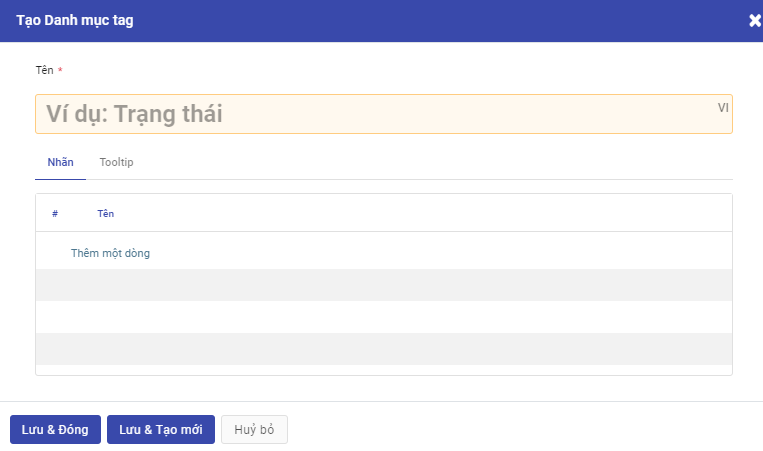 Tạo Danh mục tag
Tên *
Ví dụ: Trạng thái
VI
Nhãn Tooltip
# Tên
Thêm một dòng
Lưu & Đóng Lưu & Tạo mới Huỷ bỏ